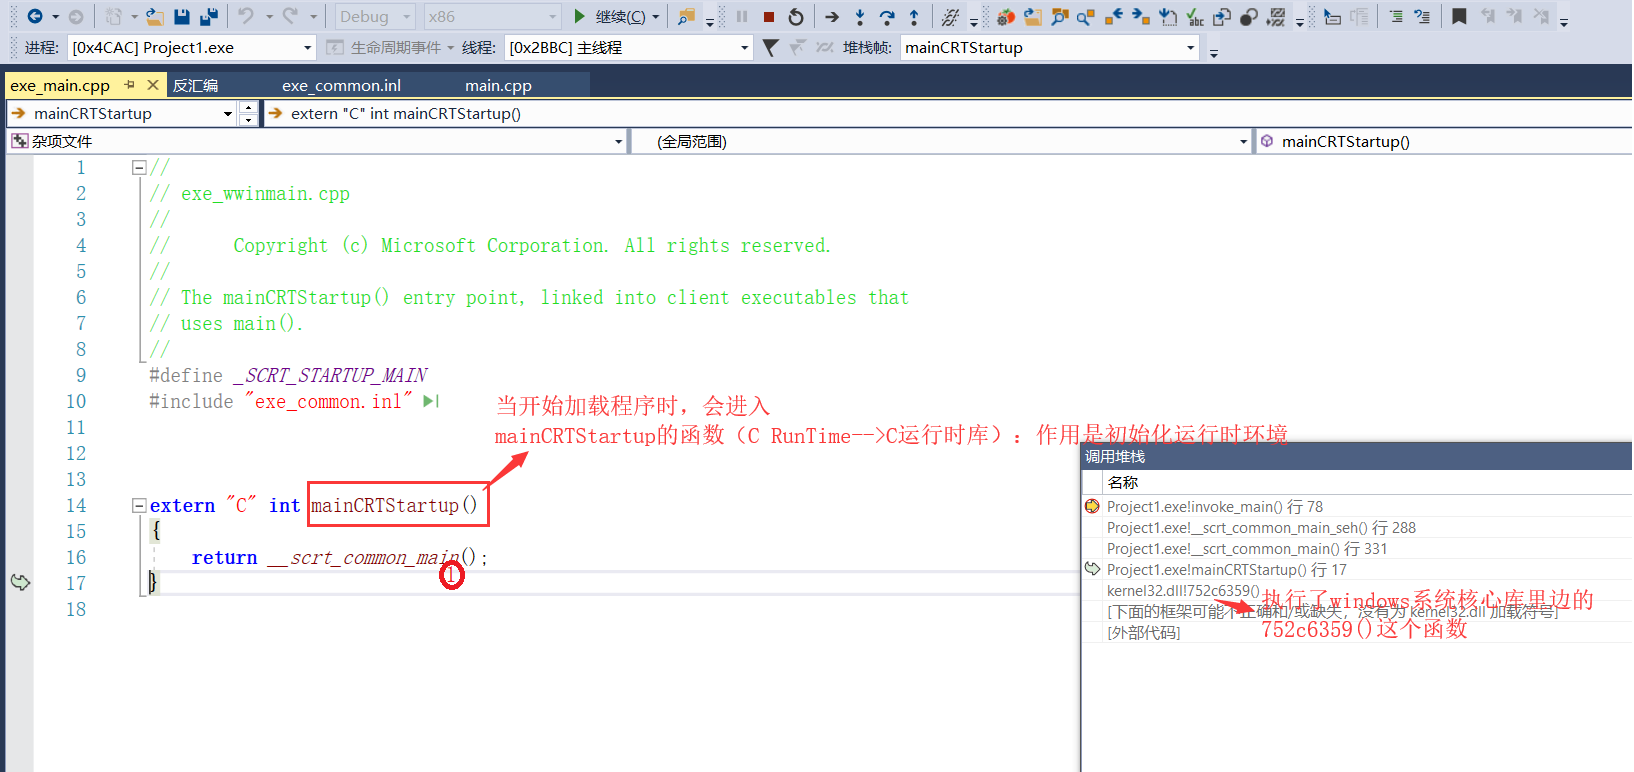 Debug
x86
继续(C)
进程:
[0x4CAC] Project1.exe
生命周期事件
线程:
[0x2BBC] 主线程
堆栈帧:
mainCRTStartup
exe_main.cpp
反汇编
exe_common.inl
main.cpp
mainCRTStartup
extern "C" int mainCRTStartup()
杂项文件
(全局范围)
mainCRTStartup()
1 //
2 // exe_wwinmain.cpp
3 //
4 // Copyright (c) Microsoft Corporation. All rights reserved.
5 //
6 // The mainCRTStartup() entry point, linked into client executables that
7 // uses main().
8 //
9 #define _SCRT_STARTUP_MAIN
10 #include "exe_common.inl"
当开始加载程序时，会进入
11
mainCRTStartup的函数（C RunTime-->C运行时库）：作用是初始化运行时环境
12
13
14 extern "C" int mainCRTStartup()
15 {
16 return __scrt_common_main();
1
17 }
18
调用堆栈
名称
Project1.exe!invoke_main() 行 78
Project1.exe!__scrt_common_main_seh() 行 288
Project1.exe!__scrt_common_main() 行 331
Project1.exe!mainCRTStartup() 行 17
kernel32.dll!752c6359()
执行了windows系统核心库里边的
[下面的框架可能不正确和/或缺失，没有为 kernel32.dll 加载符号]
752c6359()这个函数
[外部代码]